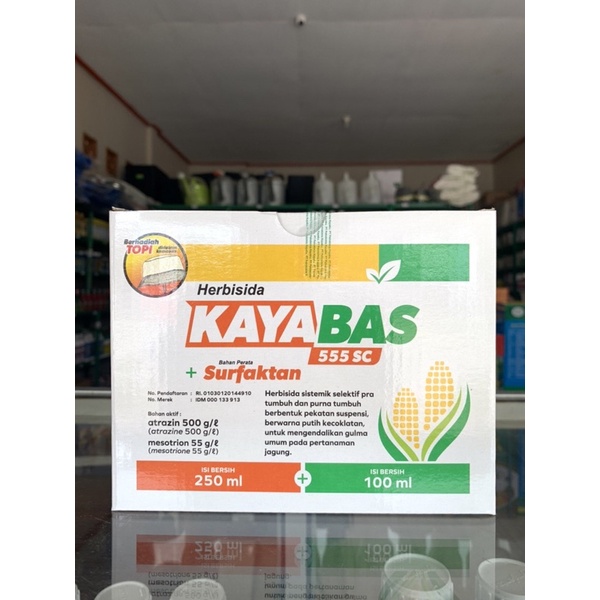 Berhadiah
TOPI
Herbisida
KAYABAS
555 SC
Bahan Perata
+ Surfaktan
No. Pendaftaran : RI. 01030120144910
No. Merek : IDM 000 133 913
Bahan aktif :
atrazin 500 g/ℓ
(atrazine 500 g/ℓ)
mesotrion 55 g/ℓ
(mesotrione 55 g/ℓ)
Herbisida sistemik selektif pra
tumbuh dan purna tumbuh
berbentuk pekatan suspensi,
berwarna putih kecoklatan,
untuk mengendalikan gulma
umum pada pertanaman
jagung.
ISI BERSIH
250 ml
+
ISI BERSIH
100 ml